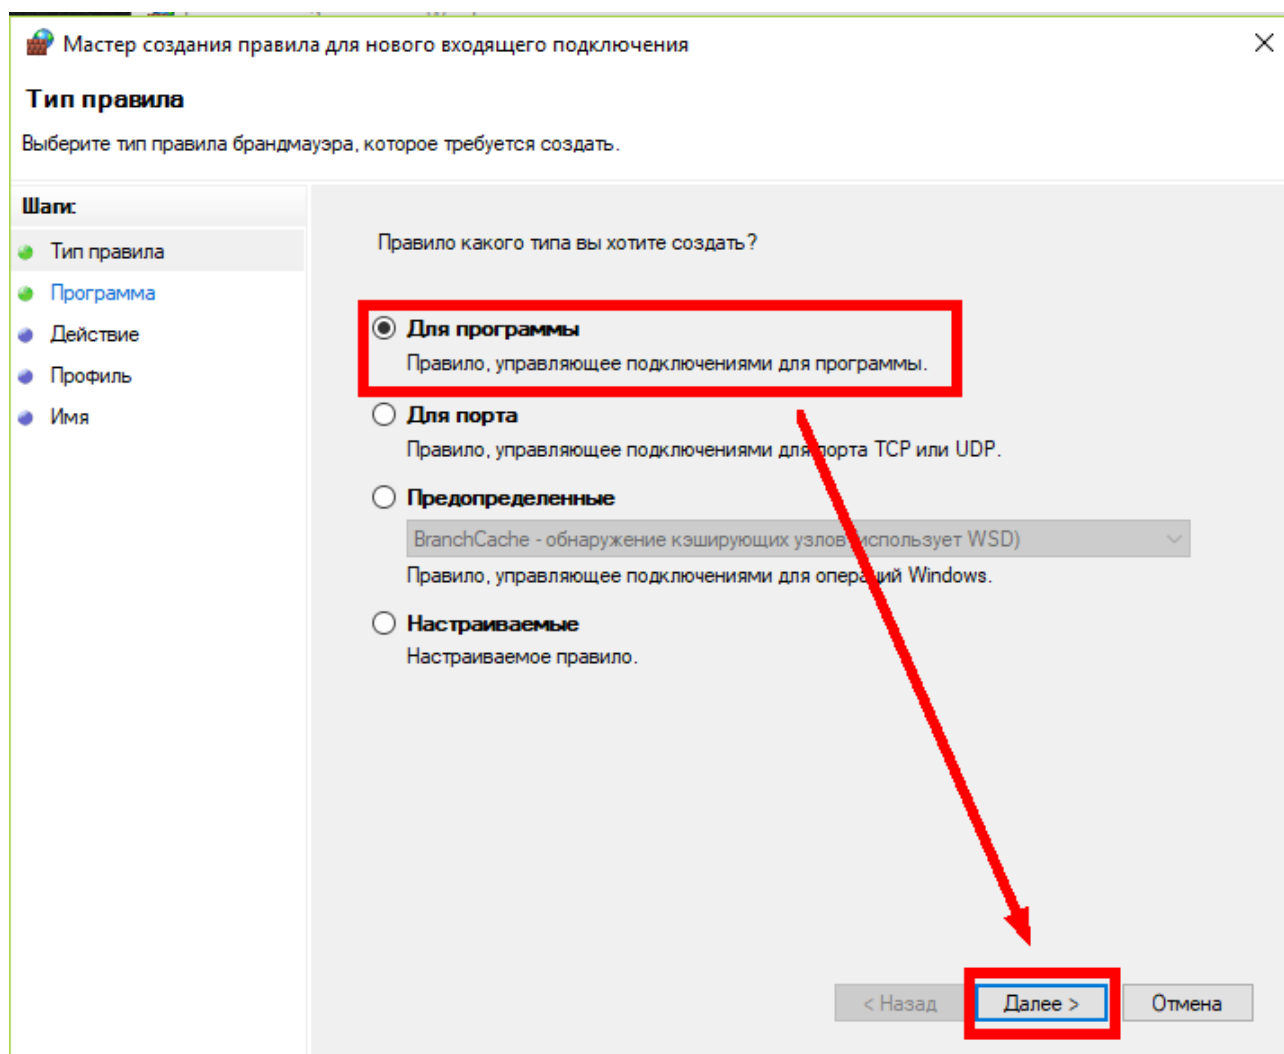 Мастер создания правила для нового входящего подключения
Тип правила
Выберите тип правила брандмауэра, которое требуется создать.
Шаги:
Тип правила
Программа
Действие
Профиль
Имя
Правило какого типа вы хотите создать?
Для программы
Правило, управляющее подключениями для программы.
Для порта
Правило, управляющее подключениями для порта TCP или UDP.
Предопределенные
BranchCache - обнаружение кэширующих узлов (использует WSD)
Правило, управляющее подключениями для операций Windows.
Настраиваемые
Настраиваемое правило.
< Назад
Далее >
Отмена